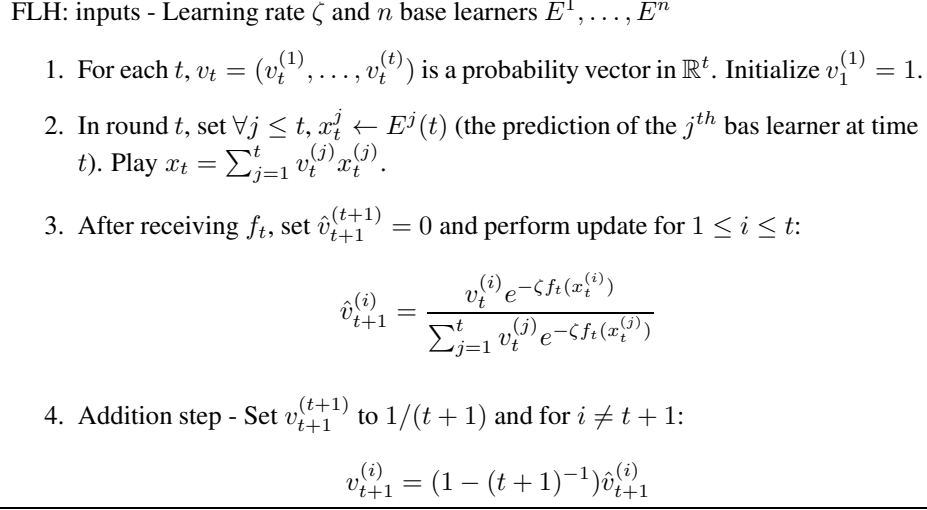 FLH: inputs - Learning rate ζ and n base learners E^1, . . . , E^n
1. For each t, v_t = (v_t^{(1)}, . . . , v_t^{(t)}) is a probability vector in ℝ^t. Initialize v_1^{(1)} = 1.
2. In round t, set ∀j ≤ t, x_t^j ← E^j(t) (the prediction of the j^{th} bas learner at time
t). Play x_t = ∑_{j=1}^t v_t^{(j)} x_t^{(j)}.
3. After receiving f_t, set v̂_{t+1}^{(t+1)} = 0 and perform update for 1 ≤ i ≤ t:
v̂_{t+1}^{(i)} = \frac{v_t^{(i)} e^{-ζ f_t(x_t^{(i)})}}{∑_{j=1}^t v_t^{(j)} e^{-ζ f_t(x_t^{(j)})}}
4. Addition step - Set v_{t+1}^{(t+1)} to 1/(t + 1) and for i ≠ t + 1:
v_{t+1}^{(i)} = (1 − (t + 1)^{−1}) v̂_{t+1}^{(i)}